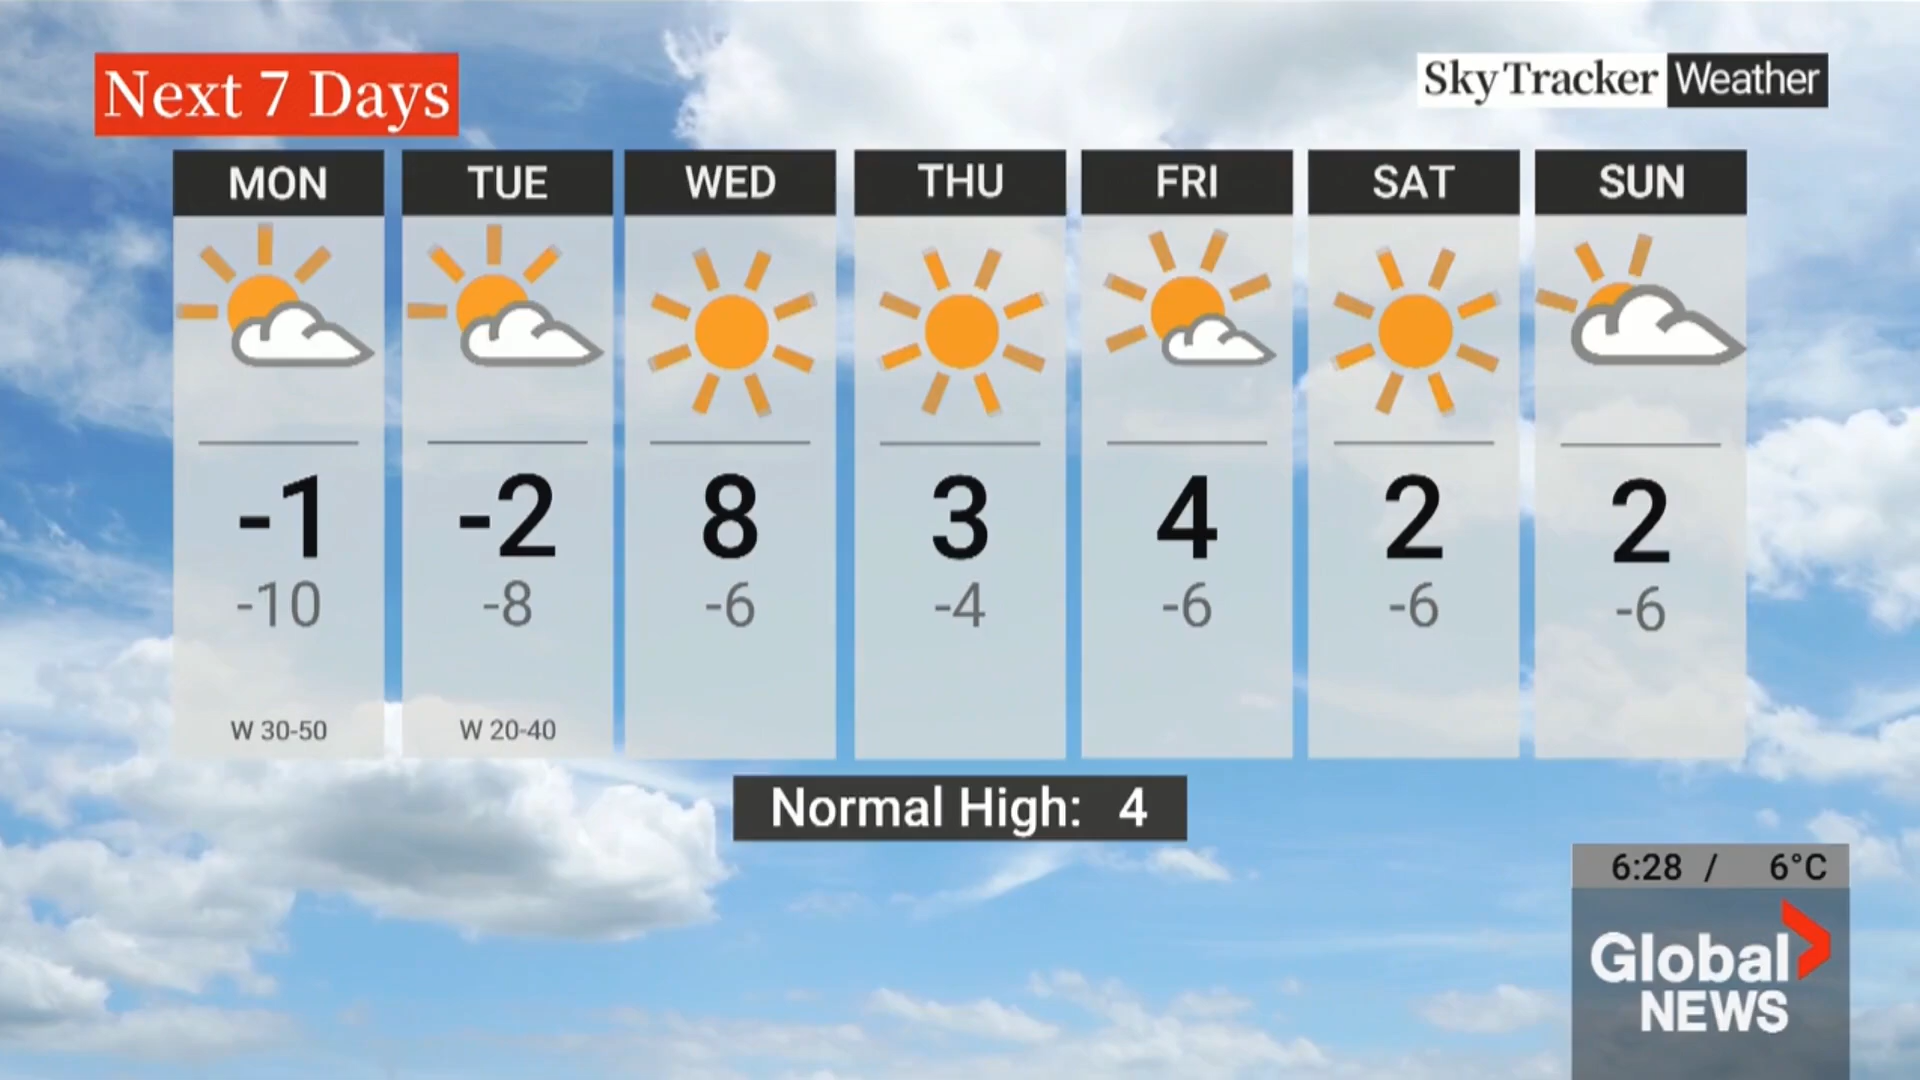 Next 7 Days
SkyTracker Weather
MON TUE WED THU FRI SAT SUN
-1 -2 8 3 4 2 2
-10 -8 -6 -4 -6 -6 -6
W 30-50 W 20-40
Normal High: 4
6:28 / 6°C
Global
NEWS